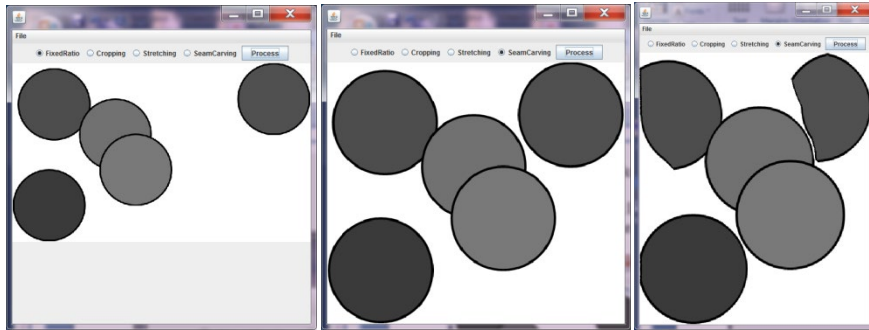 File
FixedRatio Cropping Stretching SeamCarving Process
File
FixedRatio Cropping Stretching SeamCarving Process
File
FixedRatio Cropping Stretching SeamCarving Process